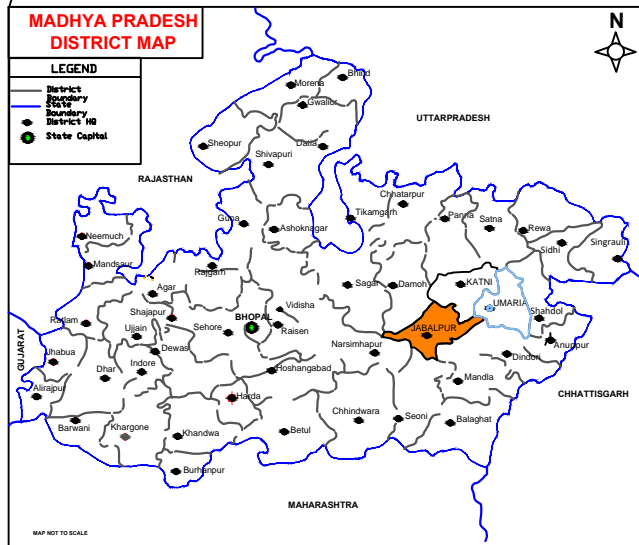 MADHYA PRADESH
DISTRICT MAP
N
LEGEND
District
Boundary
State
Boundary
District HQ
State Capital
Bhind
Morena
Gwalior
UTTARPRADESH
Sheopur
Datia
Shivapuri
RAJASTHAN
Chhatarpur
Tikamgarh
Panna
Satna
Rewa
Guna
Ashoknagar
Neemuch
Sidhi
Singrauli
Mandsaur
Rajgarh
Agar
Sagar
Damoh
KATNI
UMARIA
Shajapur
Vidisha
Ratlam
BHOPAL
Shahdol
Ujjain
Sehore
Raisen
JABALPUR
Narsimhapur
Anuppur
GUJARAT
Jhabua
Dewas
Dindori
Indore
Hoshangabad
Dhar
Mandla
Alirajpur
Harda
CHHATTISGARH
Barwani
Khargone
Khandwa
Betul
Chhindwara
Seoni
Balaghat
Burhanpur
MAHARASHTRA
MAP NOT TO SCALE